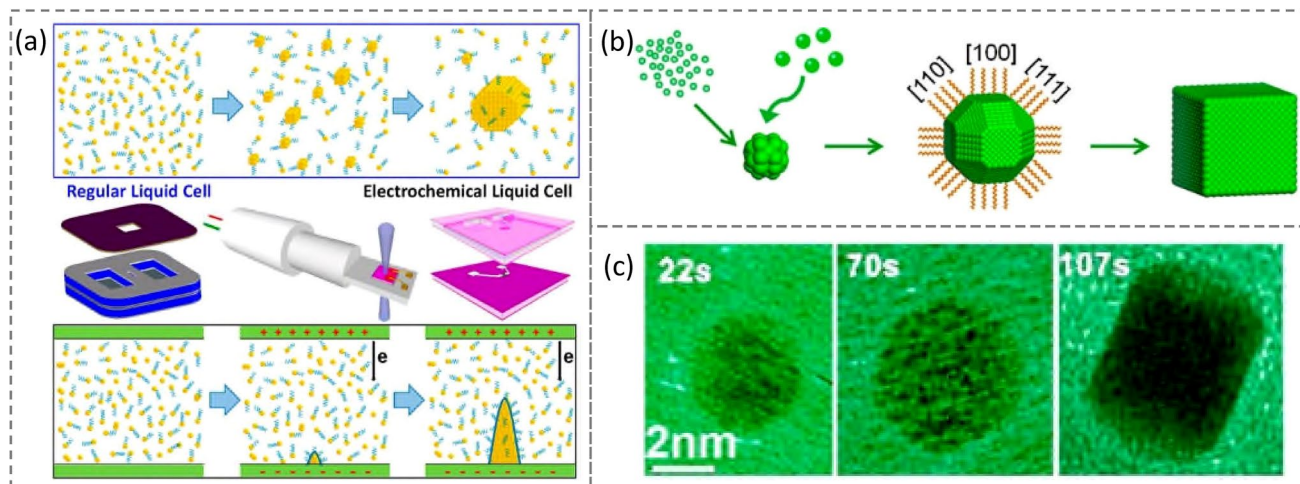 (a)
Regular Liquid Cell
Electrochemical Liquid Cell
+ + + + + + + +
+ + + + + + + +
e
e
- - - - - - - -
- - - - - - - -
(b)
[110]
[100]
[111]
(c)
22s
70s
107s
2nm